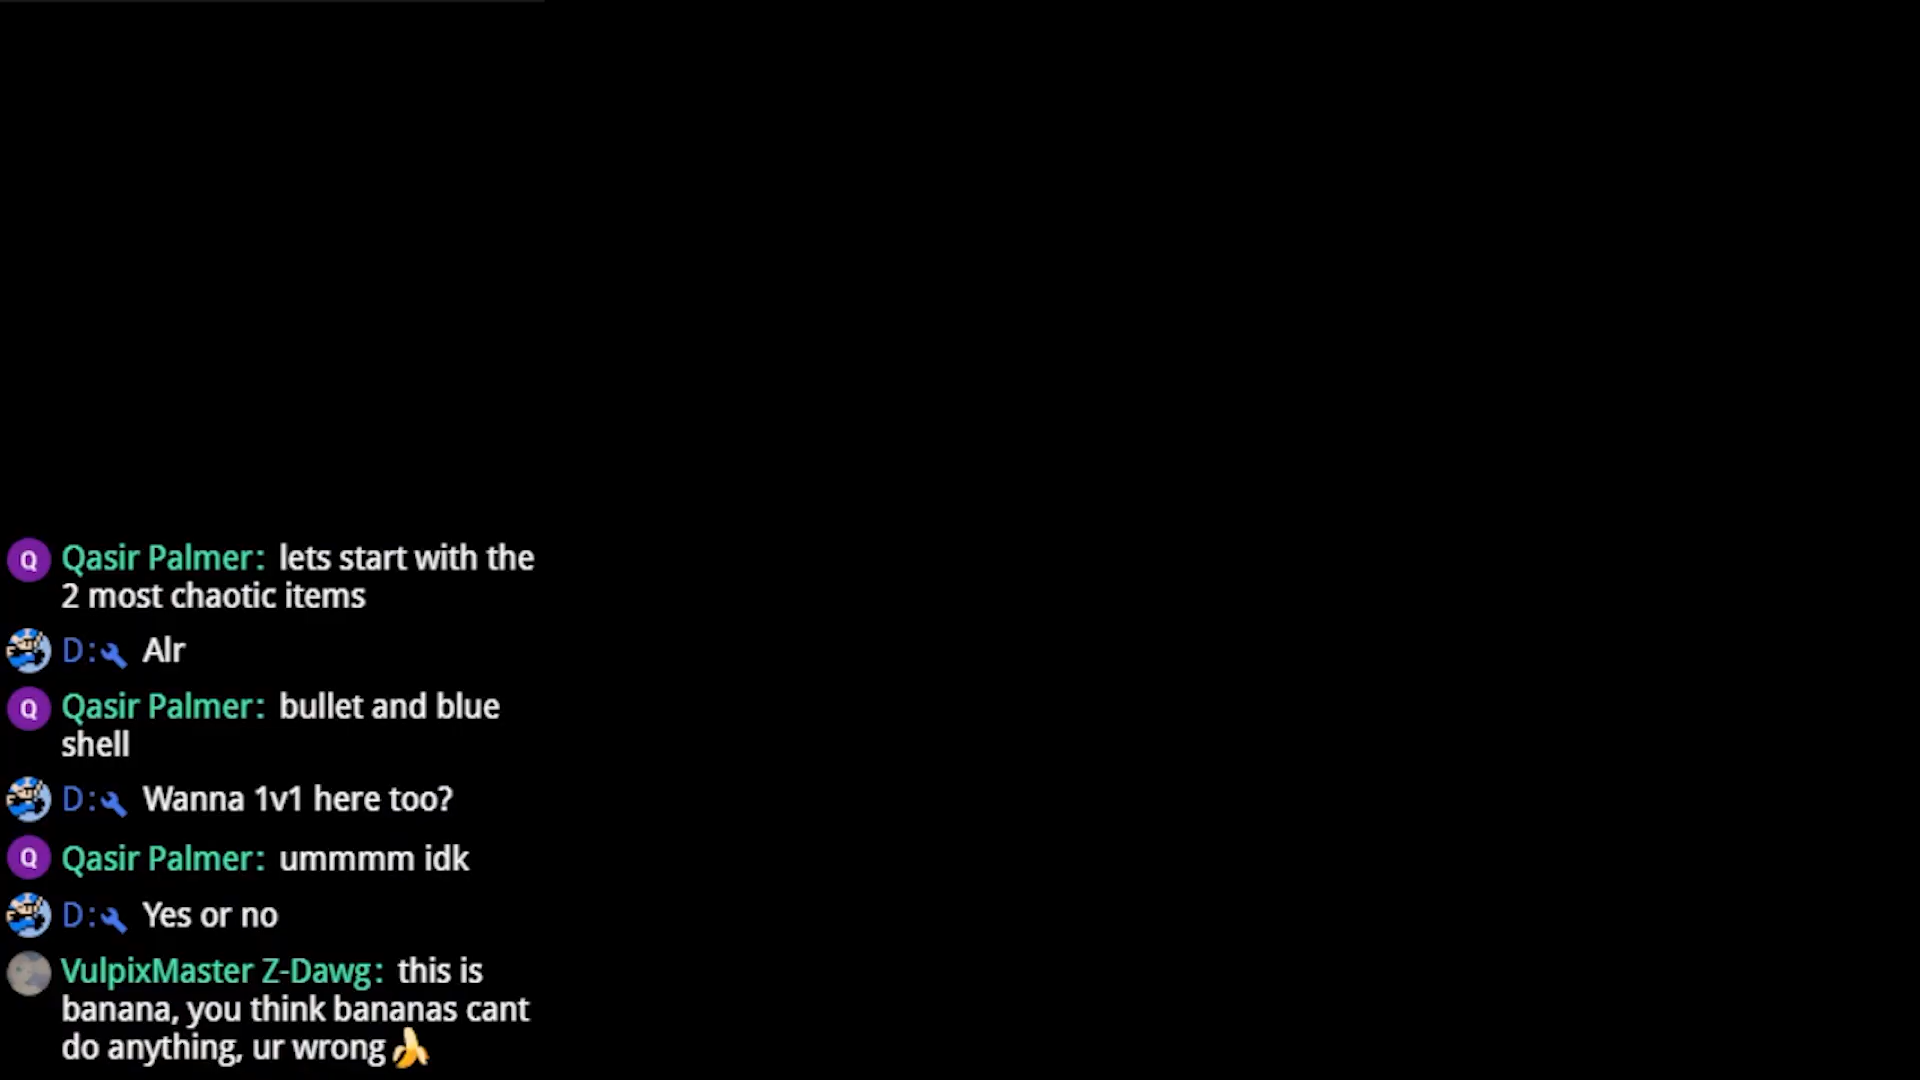 Q Qasir Palmer: lets start with the
2 most chaotic items
D:🔧 Alr
Q Qasir Palmer: bullet and blue
shell
D:🔧 Wanna 1v1 here too?
Q Qasir Palmer: ummmm idk
D:🔧 Yes or no
VulpixMaster Z-Dawg: this is
banana, you think bananas cant
do anything, ur wrong🍌